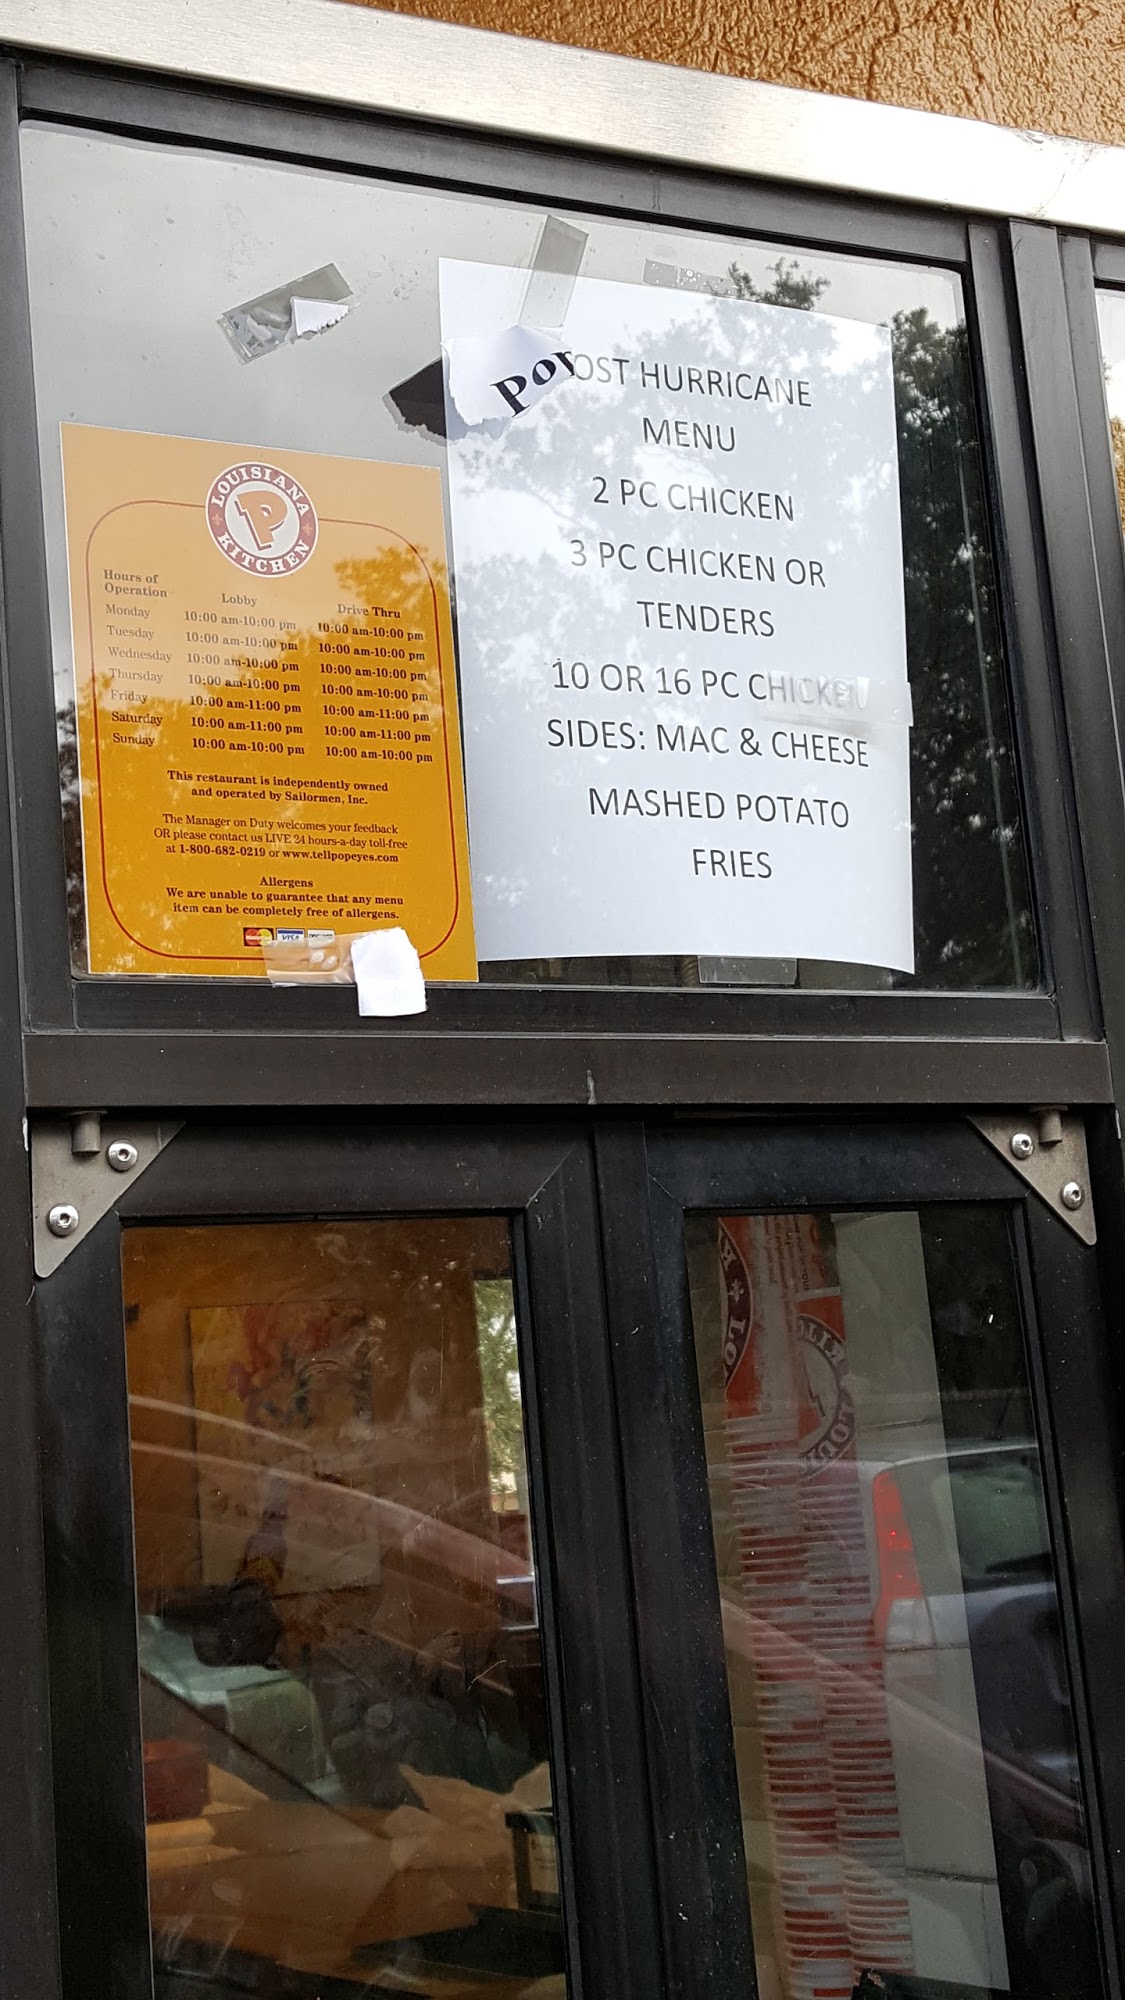 LOUISIANA
P
KITCHEN
Hours of
Operation Lobby Drive Thru
Monday 10:00 am-10:00 pm 10:00 am-10:00 pm
Tuesday 10:00 am-10:00 pm 10:00 am-10:00 pm
Wednesday 10:00 am-10:00 pm 10:00 am-10:00 pm
Thursday 10:00 am-10:00 pm 10:00 am-10:00 pm
Friday 10:00 am-11:00 pm 10:00 am-11:00 pm
Saturday 10:00 am-11:00 pm 10:00 am-11:00 pm
Sunday 10:00 am-10:00 pm 10:00 am-10:00 pm
This restaurant is independently owned
and operated by Sailormen, Inc.
The Manager on Duty welcomes your feedback
OR please contact us LIVE 24 hours-a-day toll-free
at 1-800-682-0219 or www.tellpopeyes.com
Allergens
We are unable to guarantee that any menu
item can be completely free of allergens.
VISA
Pop
OST HURRICANE
MENU
2 PC CHICKEN
3 PC CHICKEN OR
TENDERS
10 OR 16 PC CHICKEN
SIDES: MAC & CHEESE
MASHED POTATO
FRIES